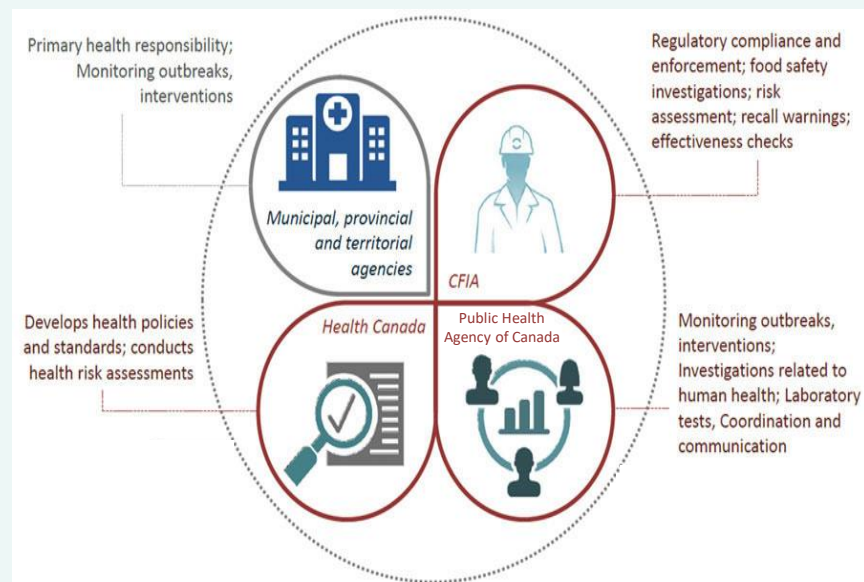 Primary health responsibility;
Monitoring outbreaks,
interventions
Regulatory compliance and
enforcement; food safety
investigations; risk
assessment; recall warnings;
effectiveness checks
Municipal, provincial
and territorial
agencies
CFIA
Develops health policies
and standards; conducts
health risk assessments
Health Canada
Public Health
Agency of Canada
Monitoring outbreaks,
interventions;
Investigations related to
human health; Laboratory
tests, Coordination and
communication